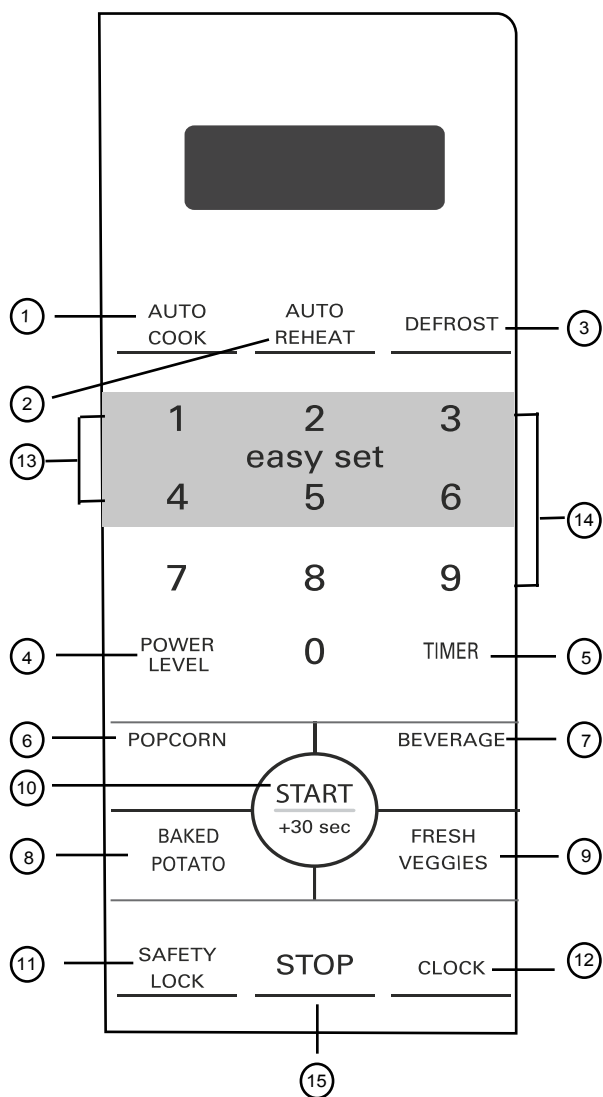 1
AUTO
COOK
AUTO
REHEAT
DEFROST
3
2
1 2 3
13
easy set
4 5 6
14
7 8 9
4
POWER
LEVEL
0
TIMER
5
6
POPCORN
BEVERAGE
7
10
START
+30 sec
8
BAKED
POTATO
FRESH
VEGGIES
9
11
SAFETY
LOCK
STOP
CLOCK
12
15